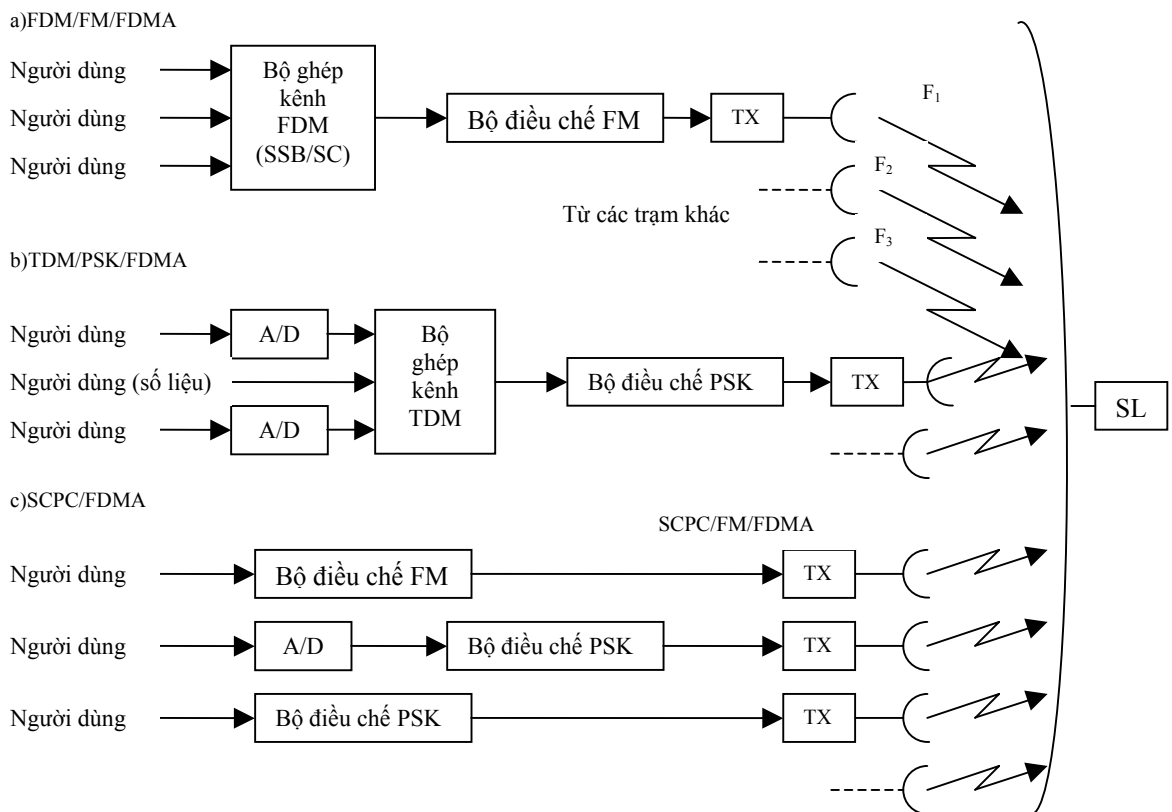 a)FDM/FM/FDMA
Người dùng
Người dùng
Người dùng
Bộ ghép
kênh
FDM
(SSB/SC)
Bộ điều chế FM
TX
F₁
F₂
Từ các trạm khác
F₃
b)TDM/PSK/FDMA
Người dùng
A/D
Người dùng (số liệu)
Người dùng
A/D
Bộ
ghép
kênh
TDM
Bộ điều chế PSK
TX
SL
c)SCPC/FDMA
SCPC/FM/FDMA
Người dùng
Bộ điều chế FM
TX
Người dùng
A/D
Bộ điều chế PSK
TX
Người dùng
Bộ điều chế PSK
TX